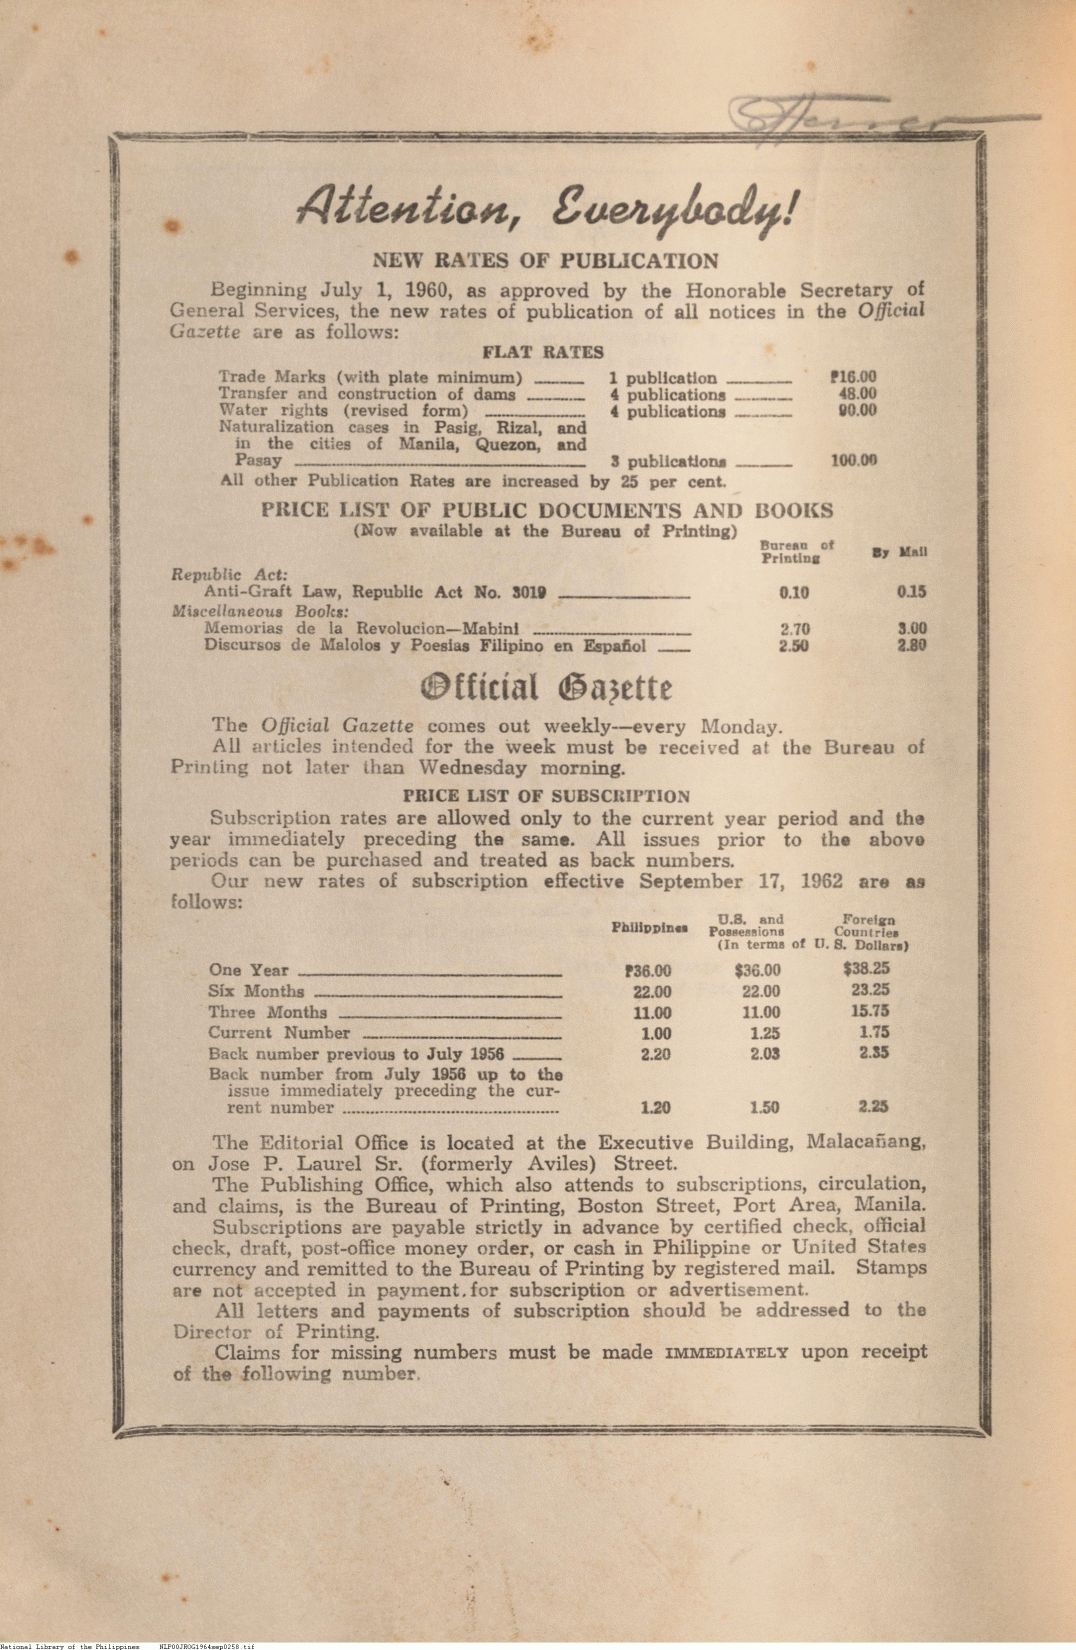 Attention, Everybody!
NEW RATES OF PUBLICATION
Beginning July 1, 1960, as approved by the Honorable Secretary of
General Services, the new rates of publication of all notices in the Official
Gazette are as follows:
FLAT RATES
Trade Marks (with plate minimum) 1 publication ₱16.00
Transfer and construction of dams 4 publications 48.00
Water rights (revised form) 4 publications 90.00
Naturalization cases in Pasig, Rizal, and
in the cities of Manila, Quezon, and
Pasay 3 publications 100.00
All other Publication Rates are increased by 25 per cent.
PRICE LIST OF PUBLIC DOCUMENTS AND BOOKS
(Now available at the Bureau of Printing)
Bureau of
Printing By Mail
Republic Act:
Anti-Graft Law, Republic Act No. 3019 0.10 0.15
Miscellaneous Books:
Memorias de la Revolucion—Mabini 2.70 3.00
Discursos de Malolos y Poesias Filipino en Español 2.50 2.80
Official Gazette
The Official Gazette comes out weekly—every Monday.
All articles intended for the week must be received at the Bureau of
Printing not later than Wednesday morning.
PRICE LIST OF SUBSCRIPTION
Subscription rates are allowed only to the current year period and the
year immediately preceding the same. All issues prior to the above
periods can be purchased and treated as back numbers.
Our new rates of subscription effective September 17, 1962 are as
follows:
Philippines U.S. and Possessions Foreign Countries
(In terms of U. S. Dollars)
One Year ₱36.00 $36.00 $38.25
Six Months 22.00 22.00 23.25
Three Months 11.00 11.00 15.75
Current Number 1.00 1.25 1.75
Back number previous to July 1956 2.20 2.03 2.35
Back number from July 1956 up to the
issue immediately preceding the cur-
rent number 1.20 1.50 2.25
The Editorial Office is located at the Executive Building, Malacañang,
on Jose P. Laurel Sr. (formerly Aviles) Street.
The Publishing Office, which also attends to subscriptions, circulation,
and claims, is the Bureau of Printing, Boston Street, Port Area, Manila.
Subscriptions are payable strictly in advance by certified check, official
check, draft, post-office money order, or cash in Philippine or United States
currency and remitted to the Bureau of Printing by registered mail. Stamps
are not accepted in payment for subscription or advertisement.
All letters and payments of subscription should be addressed to the
Director of Printing.
Claims for missing numbers must be made IMMEDIATELY upon receipt
of the following number.
National Library of the Philippines NLP00JROG1964sep0258.tif